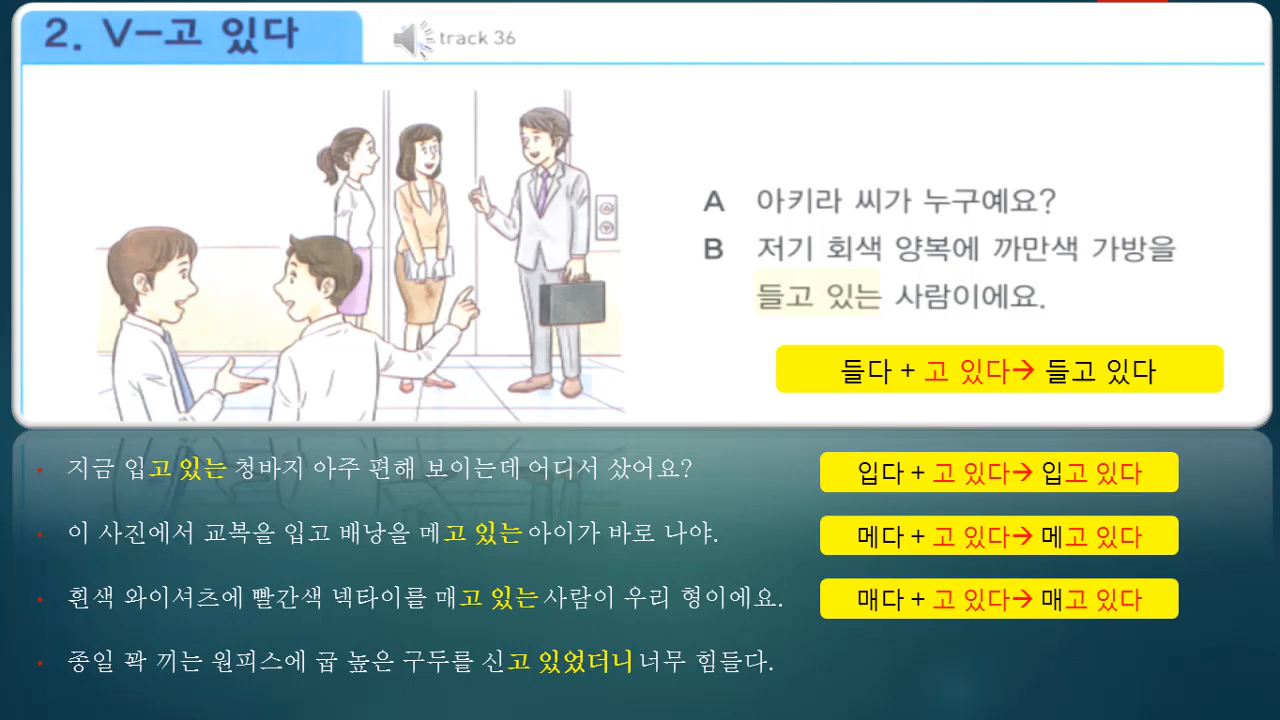 2. V-고 있다
track 36
A 아키라 씨가 누구예요?
B 저기 회색 양복에 까만색 가방을
들고 있는 사람이에요.
들다 + 고 있다→ 들고 있다
• 지금 입고 있는 청바지 아주 편해 보이는데 어디서 샀어요?
입다 + 고 있다→ 입고 있다
• 이 사진에서 교복을 입고 배낭을 메고 있는 아이가 바로 나야.
메다 + 고 있다→ 메고 있다
• 흰색 와이셔츠에 빨간색 넥타이를 매고 있는 사람이 우리 형이에요.
매다 + 고 있다→ 매고 있다
• 종일 꽉 끼는 원피스에 굽 높은 구두를 신고 있었더니 너무 힘들다.